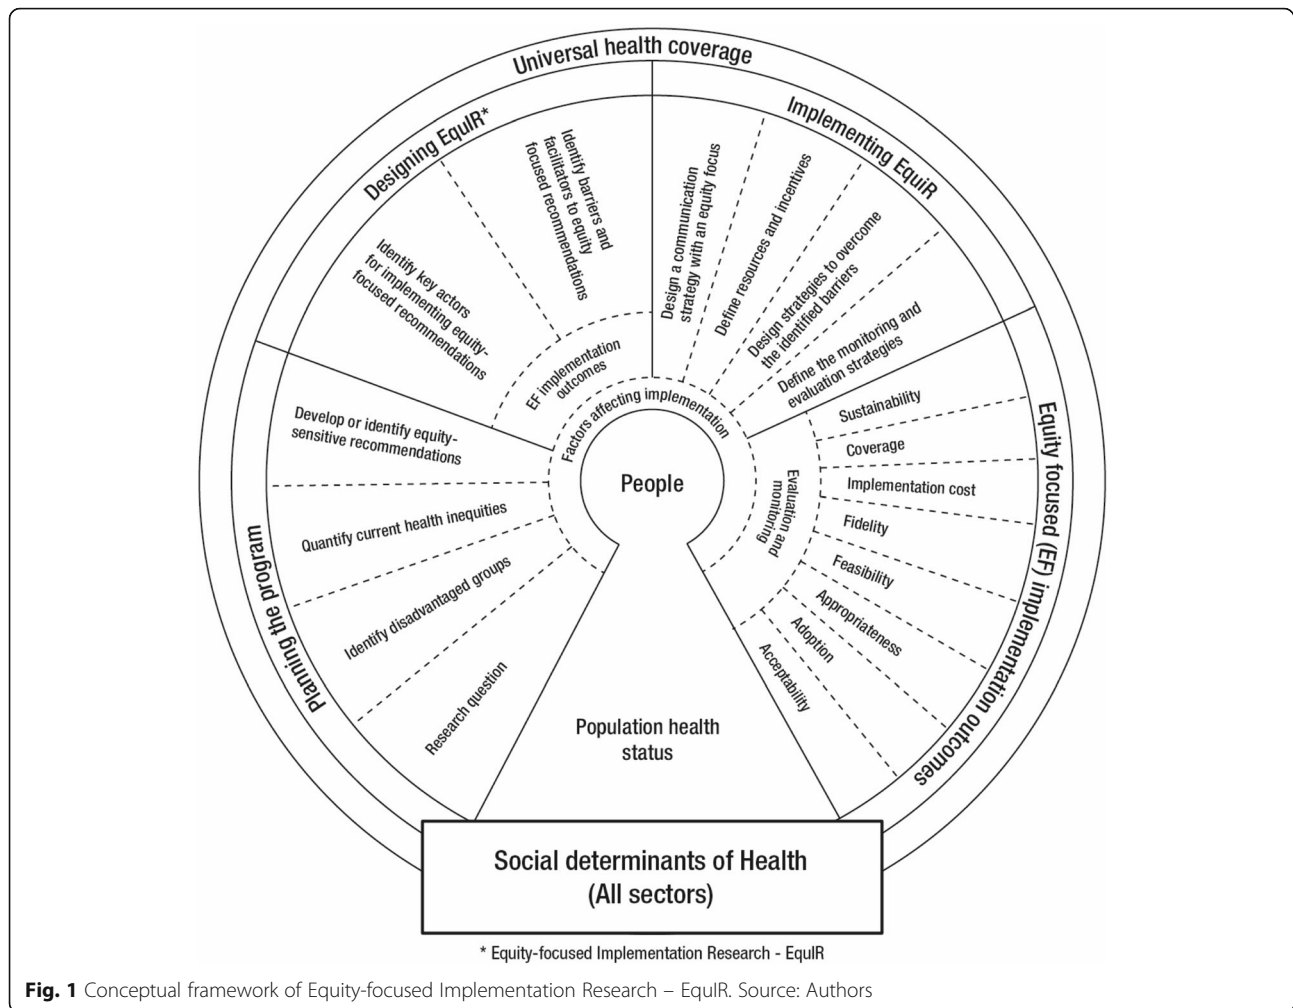 Universal health coverage
Designing EquIR*
Implementing EquiR
Identify barriers and
facilitators to equity
focused recommendations
Identify key actors
for implementing equity-
focused recommendations
EF implementation
outcomes
Design a communication
strategy with an equity focus
Define resources and incentives
Design strategies to overcome
the identified barriers
Define the monitoring and
evaluation strategies
Factors affecting implementation
Planning the program
Develop or identify equity-
sensitive recommendations
Quantify current health inequities
Identify disadvantaged groups
Research question
People
Evaluation and
monitoring
Equity focused (EF) implementation outcomes
Sustainability
Coverage
Implementation cost
Fidelity
Feasibility
Appropriateness
Adoption
Acceptability
Population health
status
Social determinants of Health
(All sectors)
* Equity-focused Implementation Research - EquIR
Fig. 1 Conceptual framework of Equity-focused Implementation Research – EquIR. Source: Authors